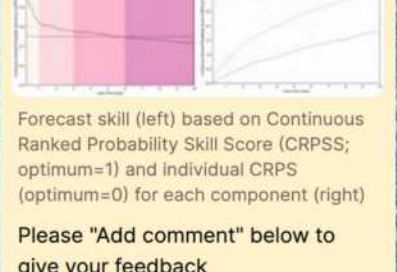 Forecast skill (left) based on Continuous
Ranked Probability Skill Score (CRPSS;
optimum=1) and individual CRPS
(optimum=0) for each component (right)
Please "Add comment" below to
give your feedback